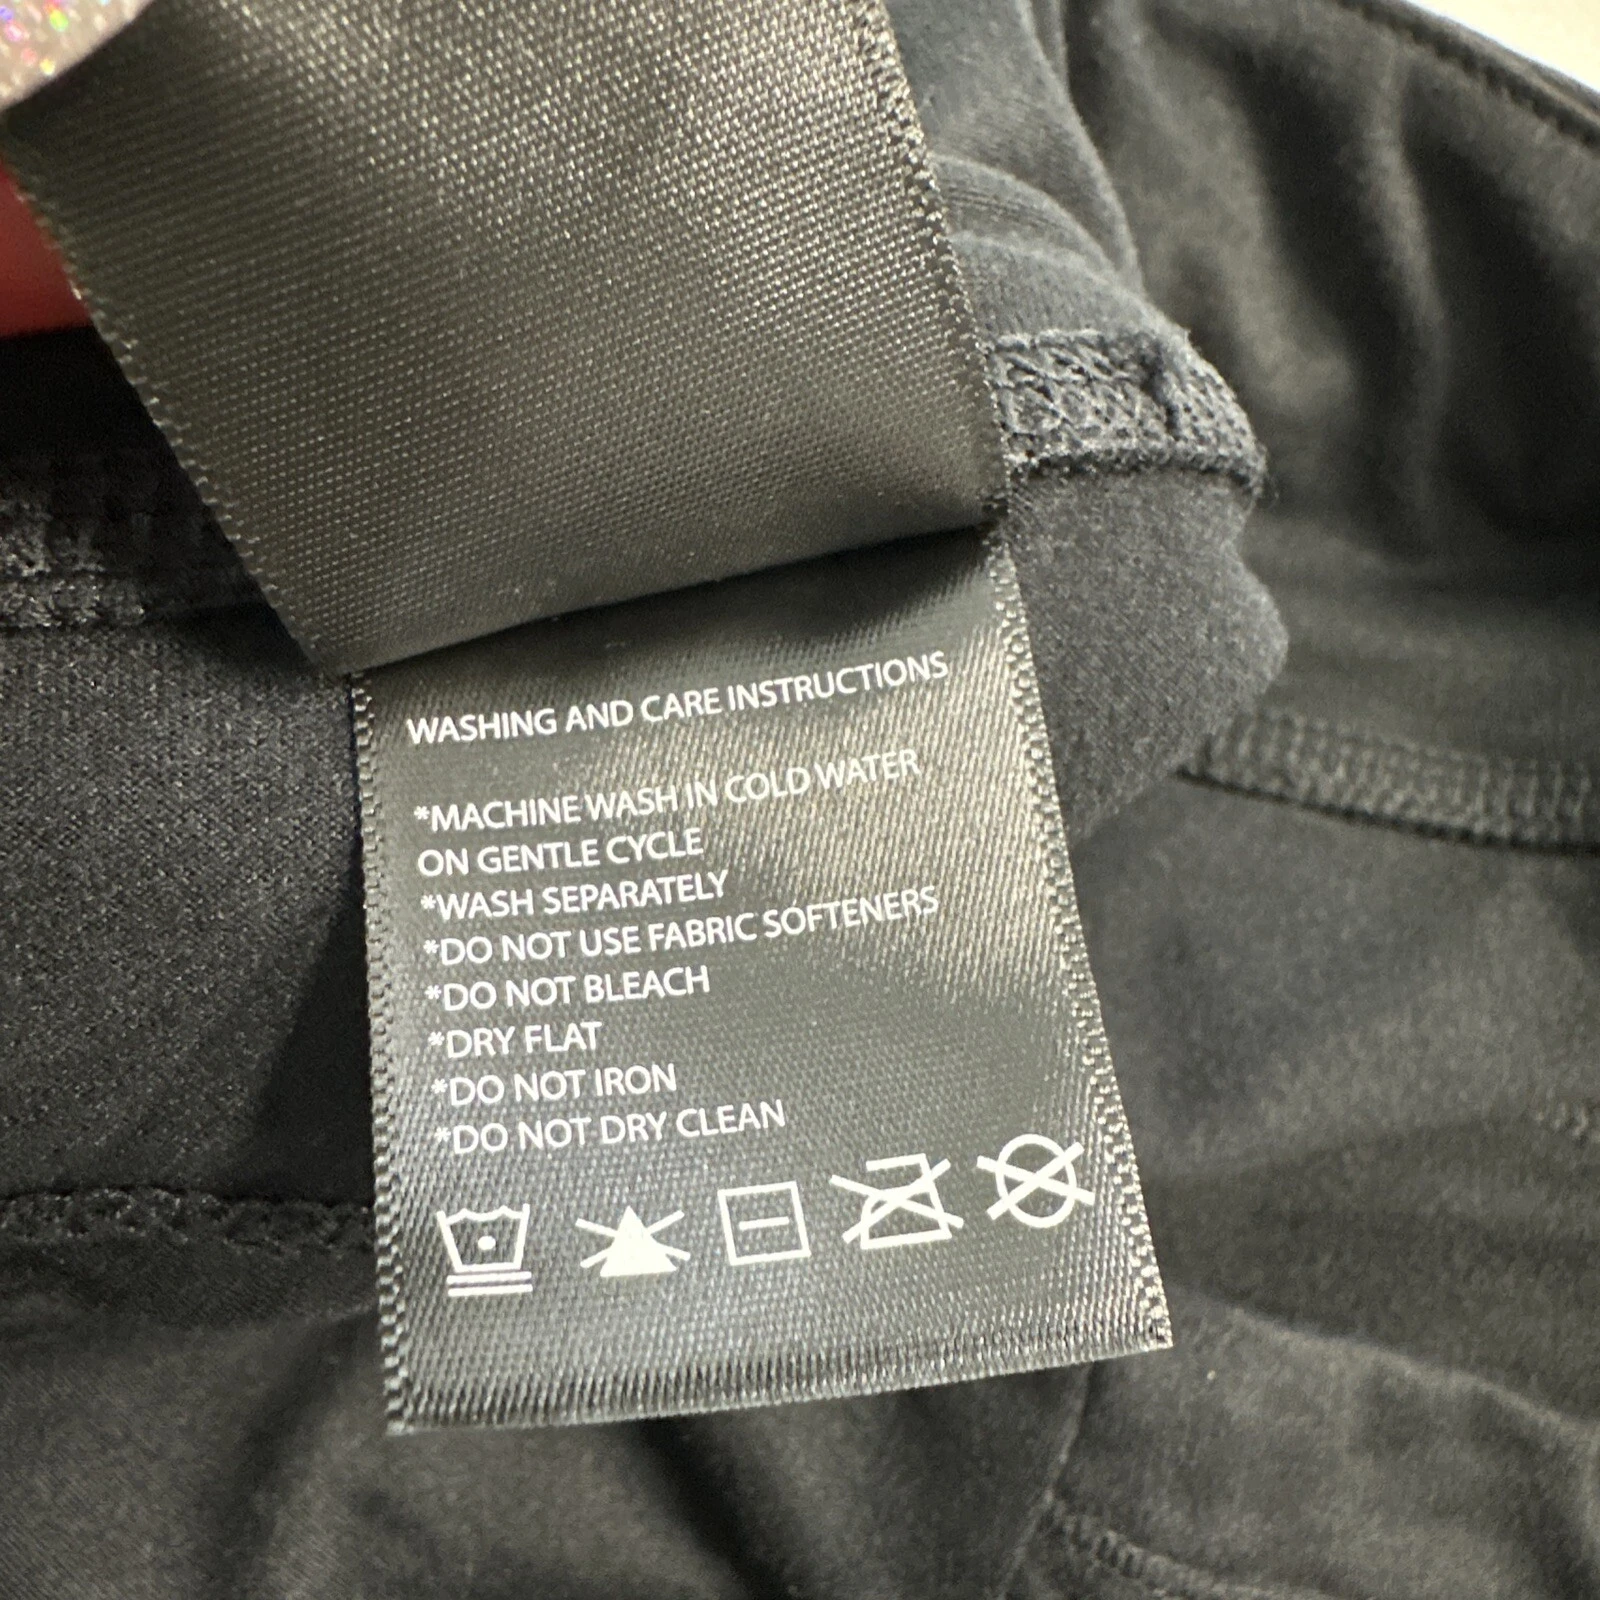 WASHING AND CARE INSTRUCTIONS
*MACHINE WASH IN COLD WATER
ON GENTLE CYCLE
*WASH SEPARATELY
*DO NOT USE FABRIC SOFTENERS
*DO NOT BLEACH
*DRY FLAT
*DO NOT IRON
*DO NOT DRY CLEAN